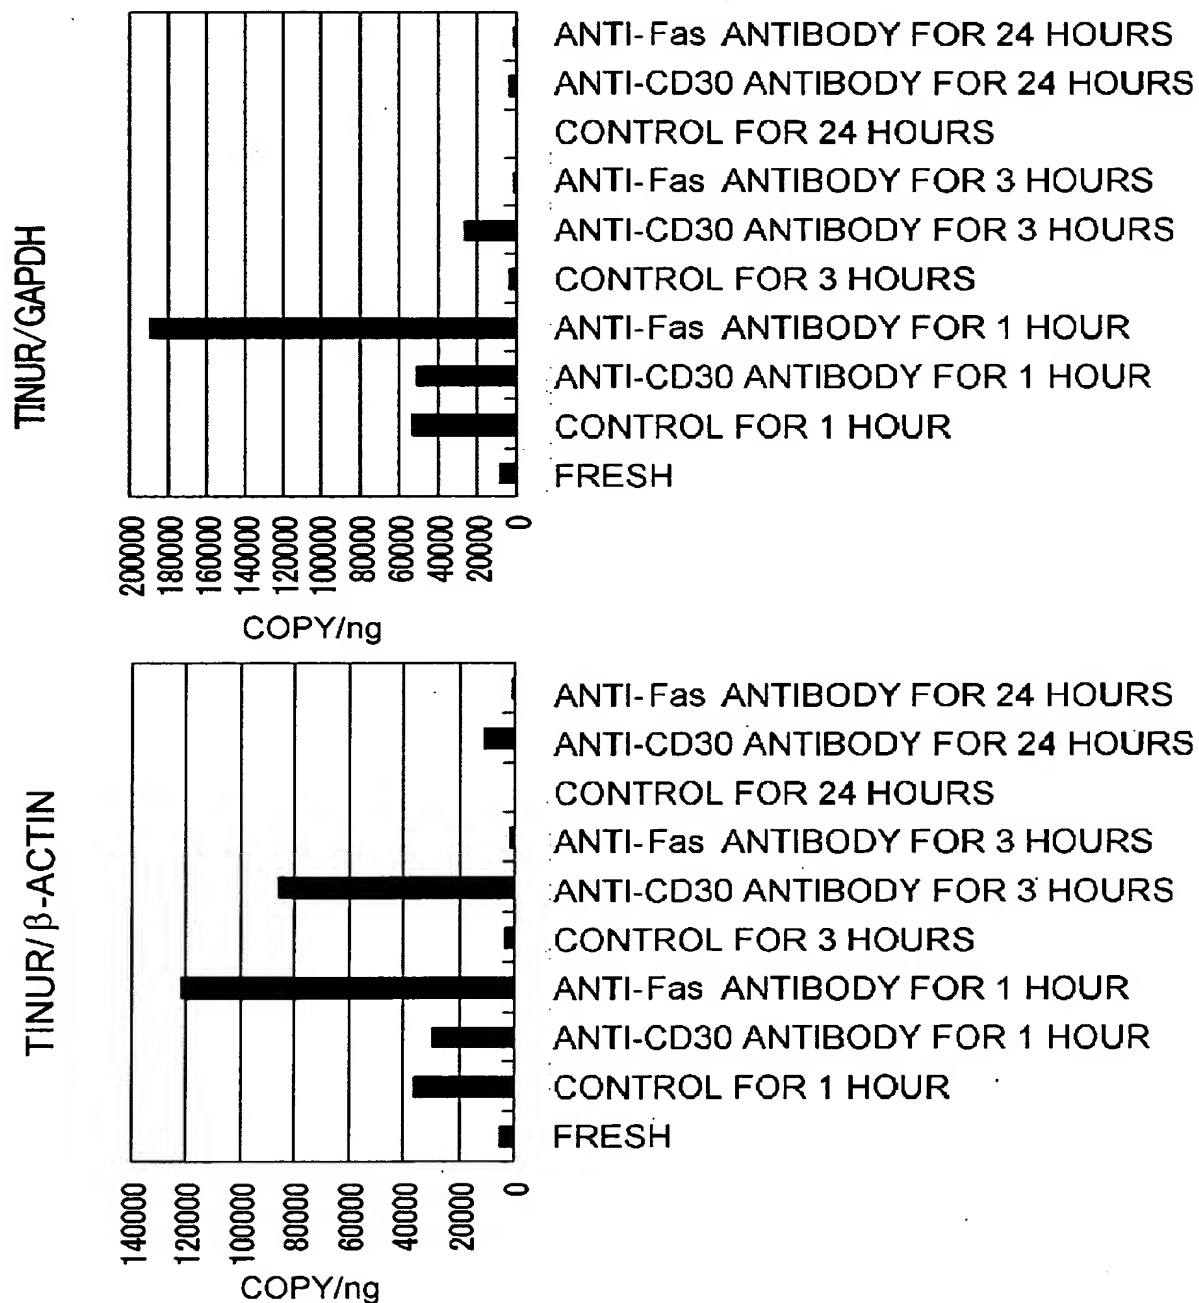 TINUR/GAPDH
ANTI-Fas ANTIBODY FOR 24 HOURS
ANTI-CD30 ANTIBODY FOR 24 HOURS
CONTROL FOR 24 HOURS
ANTI-Fas ANTIBODY FOR 3 HOURS
ANTI-CD30 ANTIBODY FOR 3 HOURS
CONTROL FOR 3 HOURS
ANTI-Fas ANTIBODY FOR 1 HOUR
ANTI-CD30 ANTIBODY FOR 1 HOUR
CONTROL FOR 1 HOUR
FRESH
200000
180000
160000
140000
120000
100000
80000
60000
40000
20000
0
COPY/ng
TINUR/β-ACTIN
ANTI-Fas ANTIBODY FOR 24 HOURS
ANTI-CD30 ANTIBODY FOR 24 HOURS
CONTROL FOR 24 HOURS
ANTI-Fas ANTIBODY FOR 3 HOURS
ANTI-CD30 ANTIBODY FOR 3 HOURS
CONTROL FOR 3 HOURS
ANTI-Fas ANTIBODY FOR 1 HOUR
ANTI-CD30 ANTIBODY FOR 1 HOUR
CONTROL FOR 1 HOUR
FRESH
140000
120000
100000
80000
60000
40000
20000
0
COPY/ng